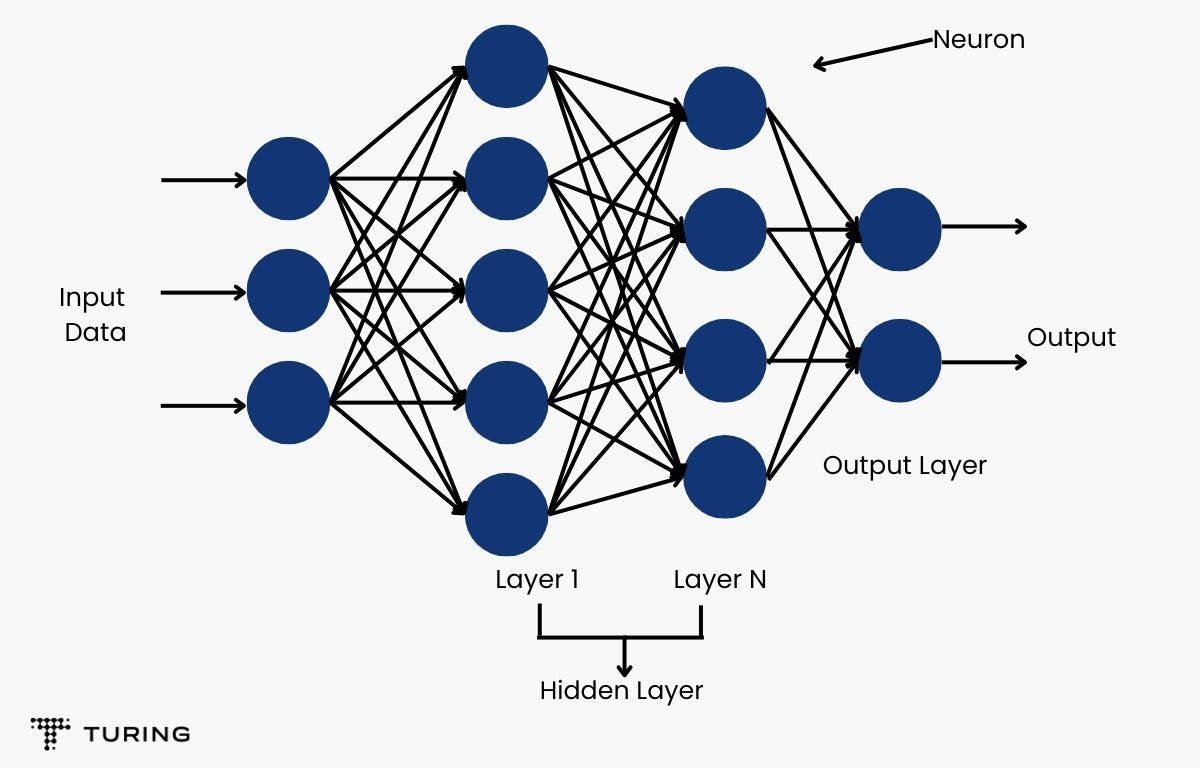 Neuron
Input
Data
Output
Output Layer
Layer 1
Layer N
Hidden Layer
TURING